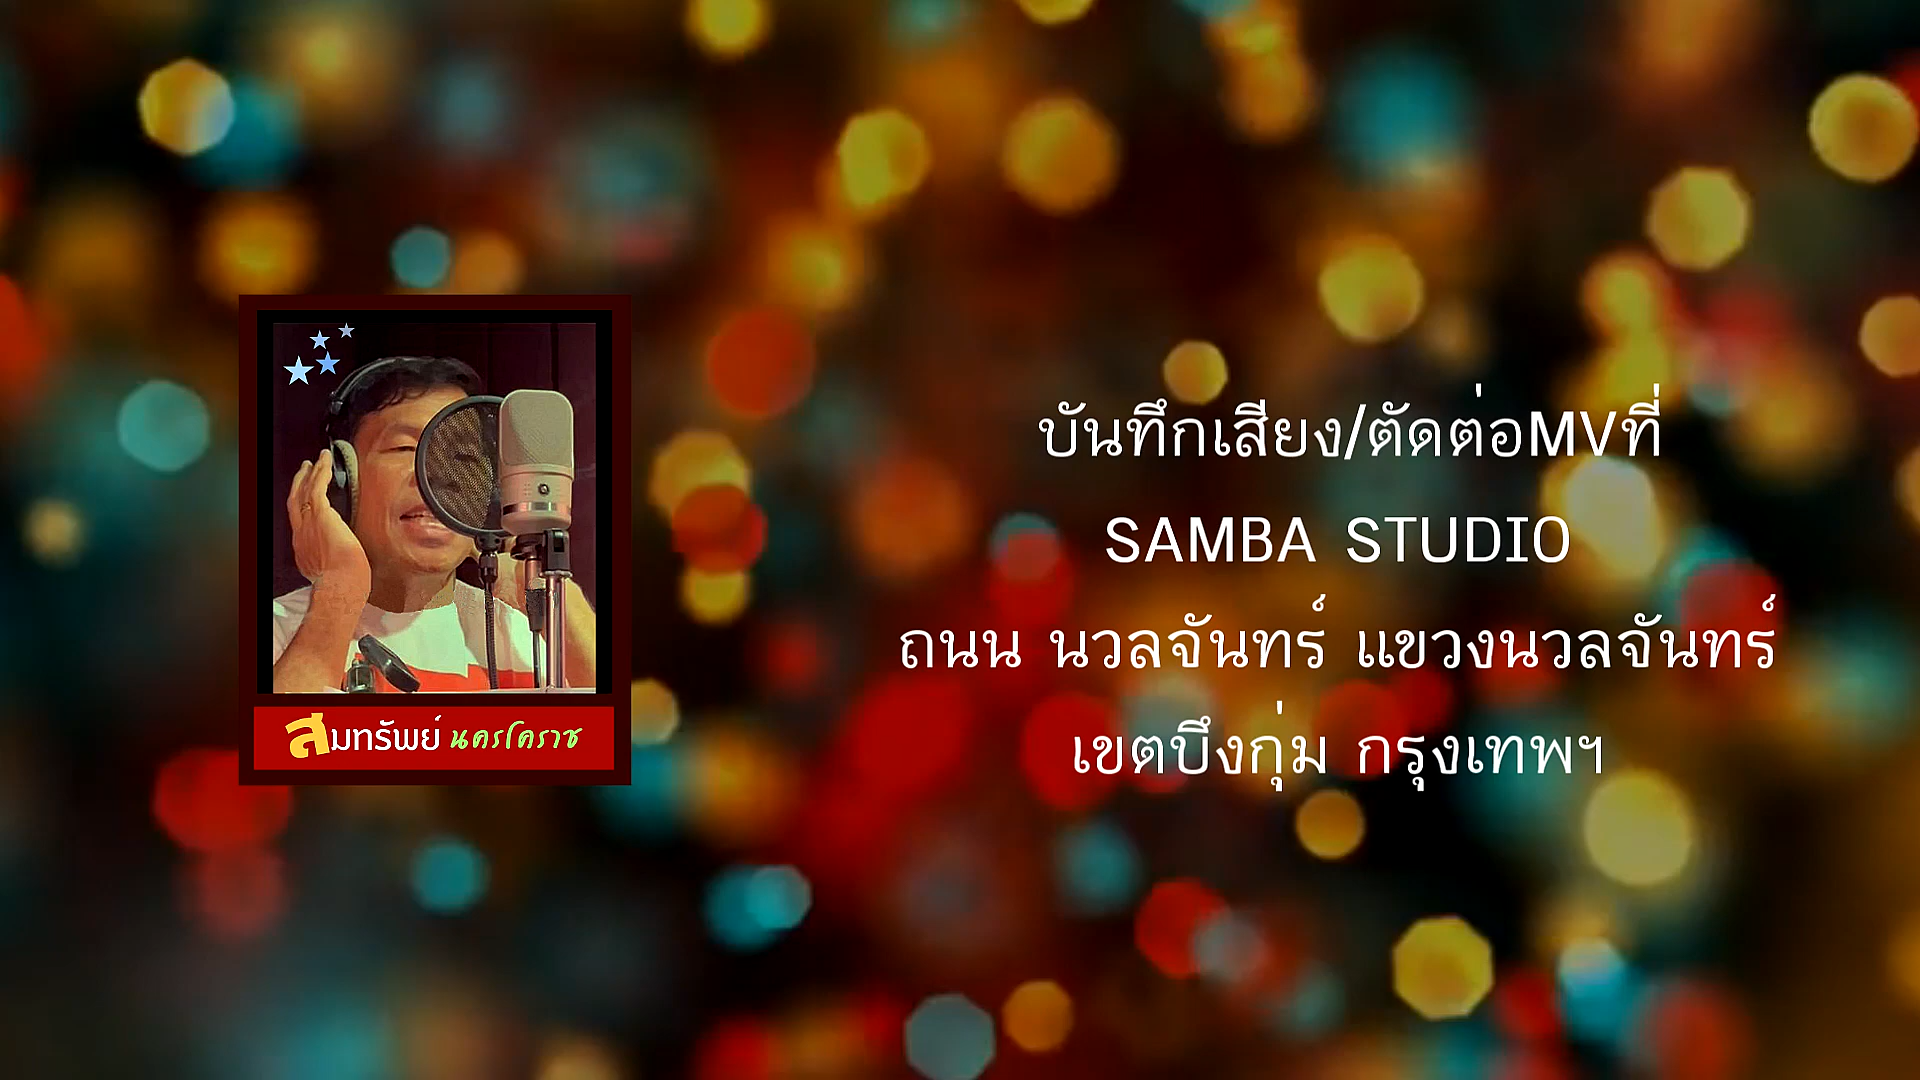 สมทรัพย์ นครโคราช
บันทึกเสียง/ตัดต่อMVที่
SAMBA STUDIO
ถนน นวลจันทร์ แขวงนวลจันทร์
เขตบึงกุ่ม กรุงเทพฯ